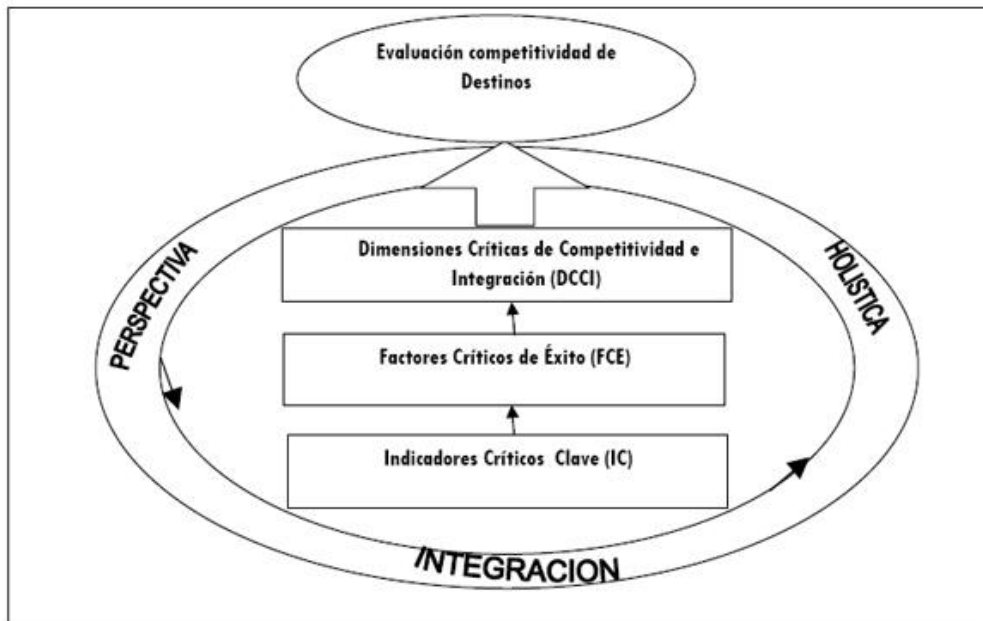 Evaluación competitividad de
Destinos
PERSPECTIVA
HOLISTICA
Dimensiones Críticas de Competitividad e
Integración (DCCI)
Factores Críticos de Éxito (FCE)
Indicadores Críticos Clave (IC)
INTEGRACION